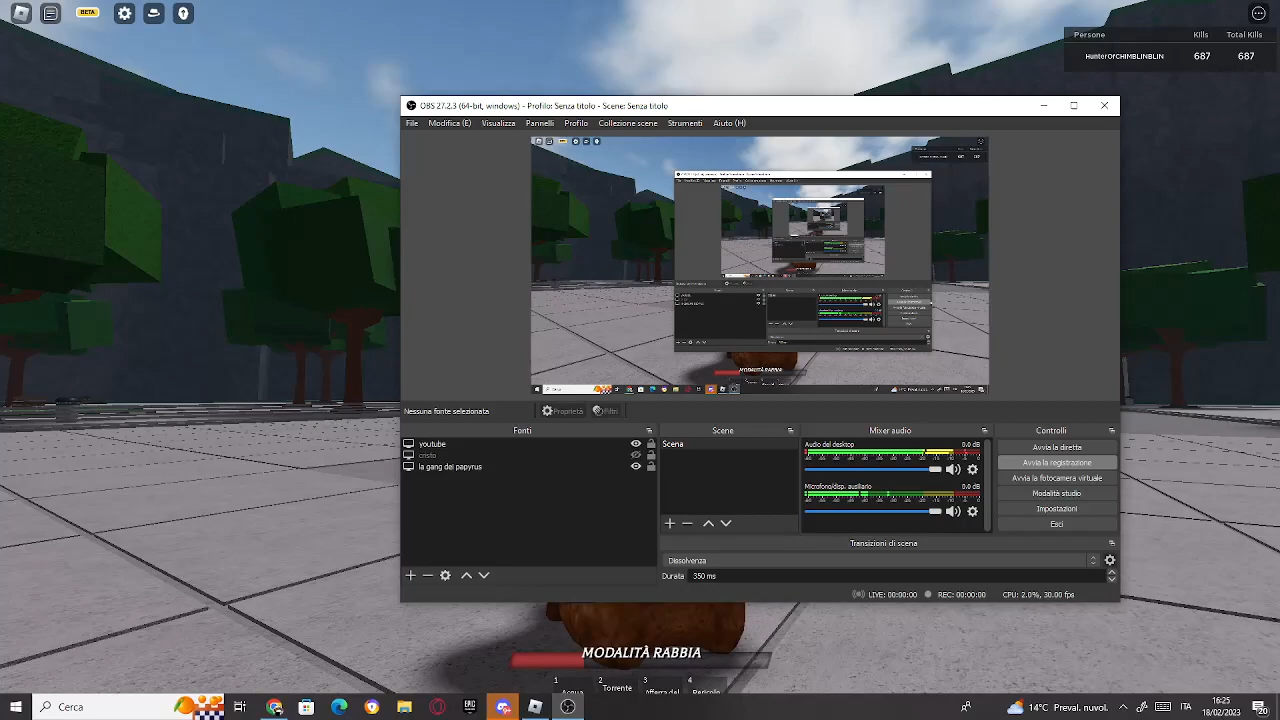 BETA
Persone Kills Total Kills
HunterOrCHIMBLINBLIN 687 687
OBS 27.2.3 (64-bit, windows) - Profilo: Senza titolo - Scene: Senza titolo
File Modifica (E) Visualizza Pannelli Profilo Collezione scene Strumenti Aiuto (H)
Nessuna fonte selezionata Proprietà Filtri
Fonti
youtube
cristo
la gang del papyrus
Scene
Scena
Mixer audio
Audio del desktop 0.0 dB
Microfono/disp. ausiliario 0.0 dB
Controlli
Avvia la diretta
Avvia la registrazione
Avvia la fotocamera virtuale
Modalità studio
Impostazioni
Esci
Transizioni di scena
Dissolvenza
Durata 350 ms
LIVE: 00:00:00 REC: 00:00:00 CPU: 2.0%, 30.00 fps
MODALITÀ RABBIA
1 2 3 4
Acqua Torrente Pericolo
Cerca
EPIC
14°C Preval. nuvol. ITA
16:25
18/02/2023